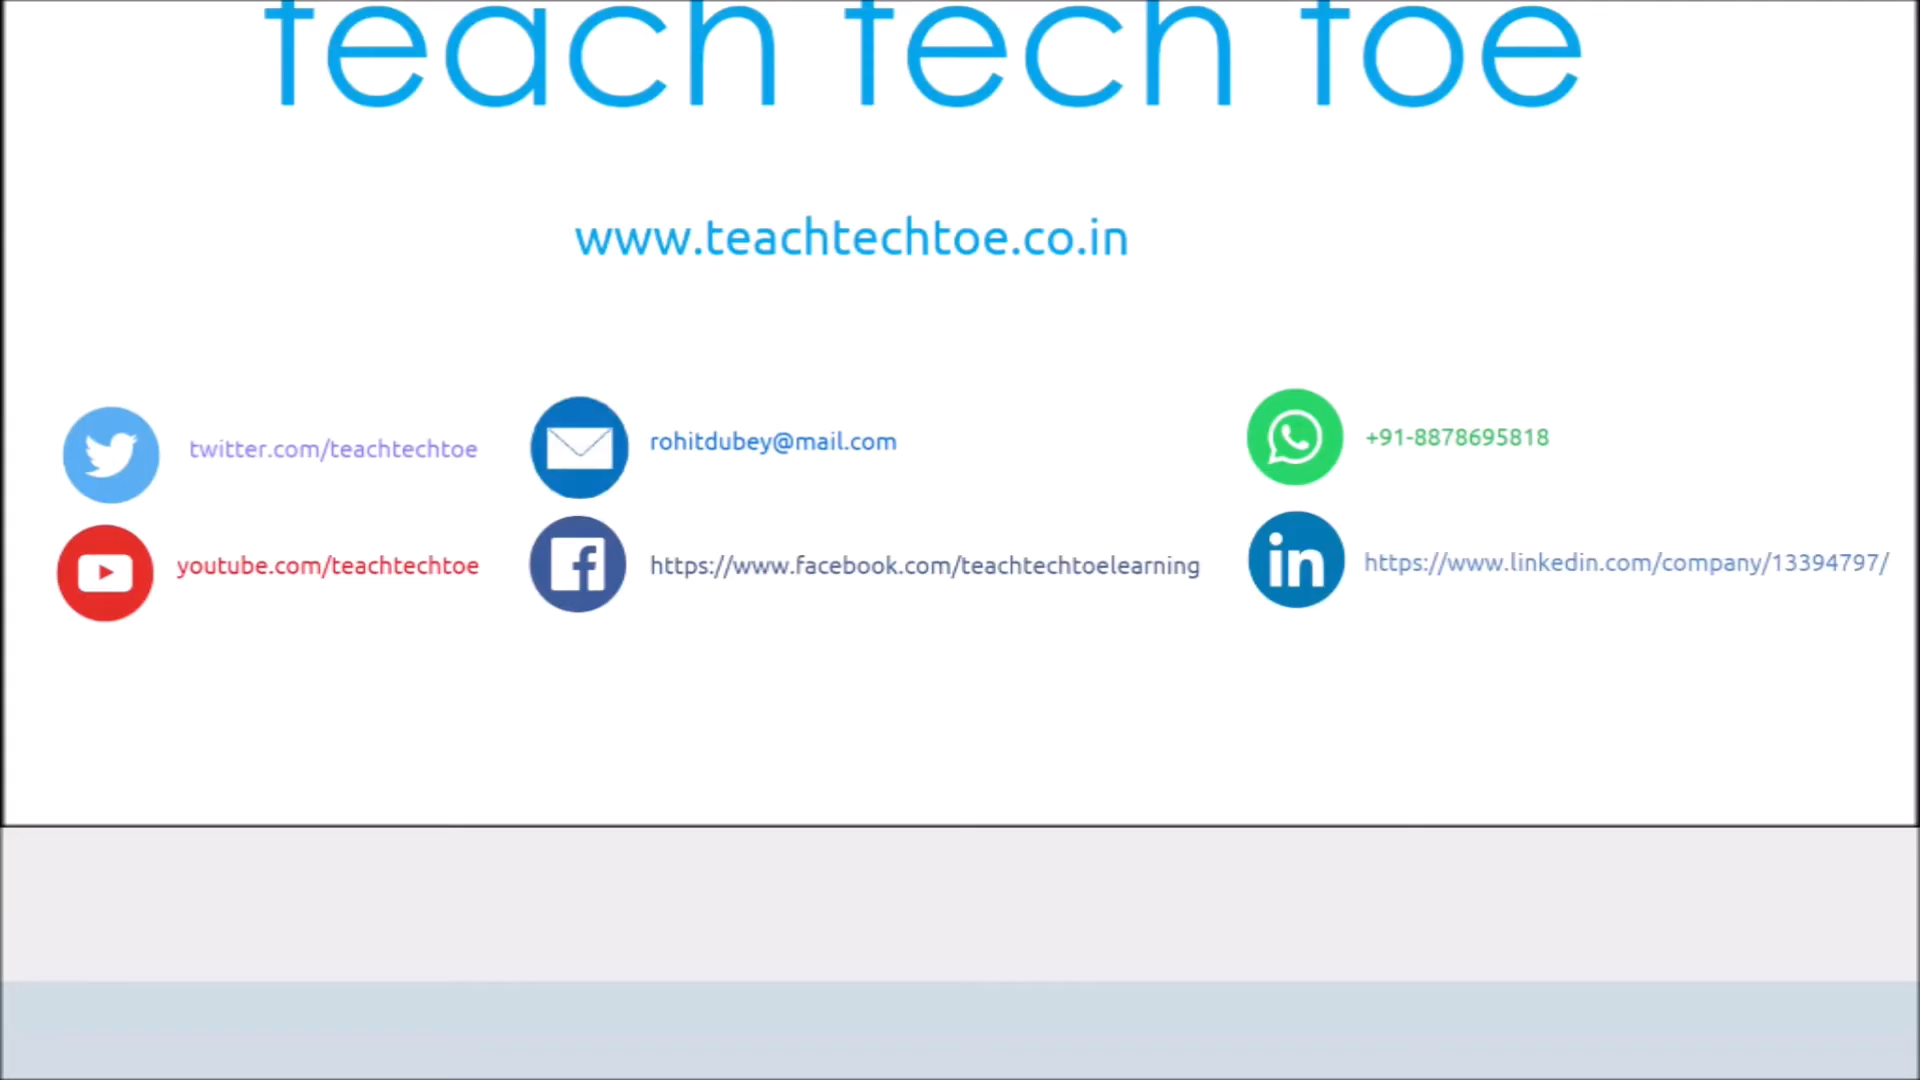 teach tech toe
www.teachtechtoe.co.in
twitter.com/teachtechtoe
rohitdubey@mail.com
+91-8878695818
youtube.com/teachtechtoe
https://www.facebook.com/teachtechtoelearning
in
https://www.linkedin.com/company/13394797/